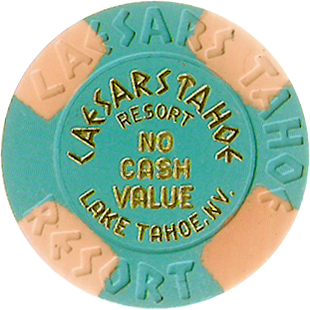 CAESARS TAHOE
RESORT
CAESARS TAHOE
RESORT
NO
CASH
VALUE
LAKE TAHOE, NV.